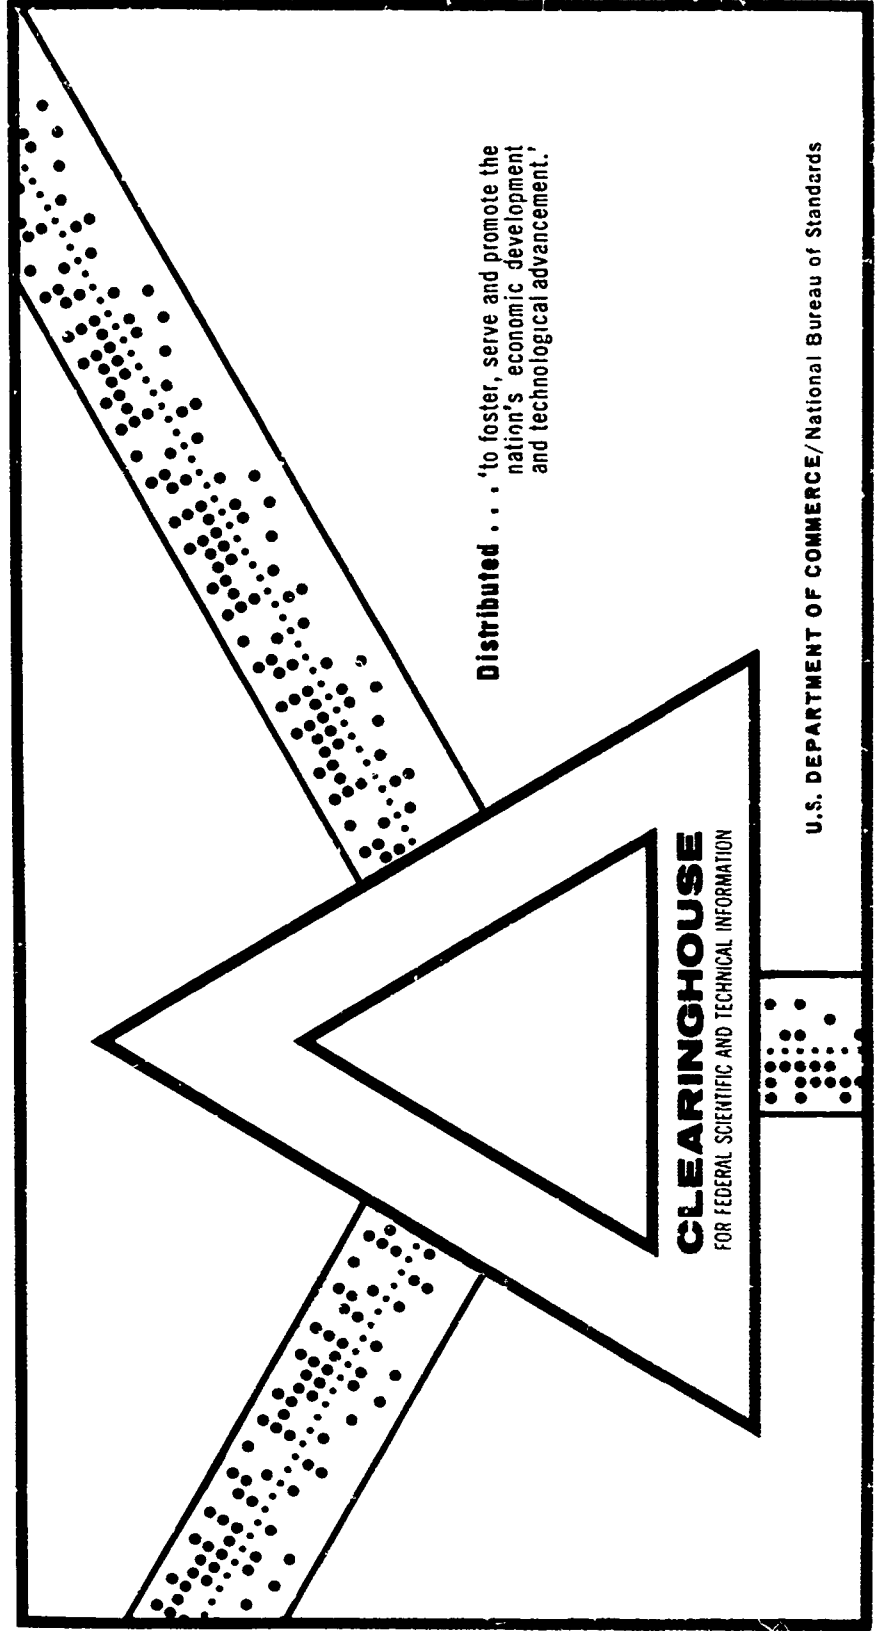 Distributed . . . 'to foster, serve and promote the
nation's economic development
and technological advancement.'
CLEARINGHOUSE
FOR FEDERAL SCIENTIFIC AND TECHNICAL INFORMATION
U.S. DEPARTMENT OF COMMERCE/National Bureau of Standards